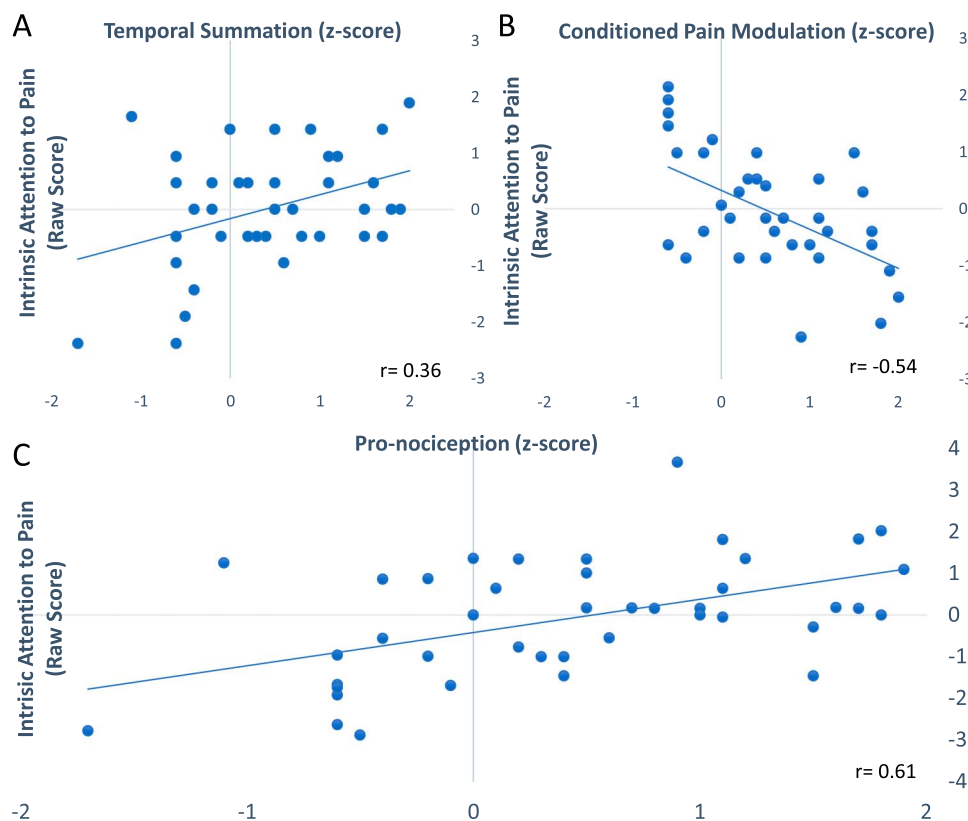 A
Temporal Summation (z-score)
Intrinsic Attention to Pain
(Raw Score)
3
2
1
0
-1
-2
-3
-2 -1 0 1 2
r= 0.36
B
Conditioned Pain Modulation (z-score)
Intrinsic Attention to Pain
(Raw Score)
3
2
1
0
-1
-2
-3
-2 -1 0 1 2
r= -0.54
C
Pro-nociception (z-score)
Intrisic Attention to Pain
(Raw Score)
4
3
2
1
0
-1
-2
-3
-4
-2 -1 0 1 2
r= 0.61